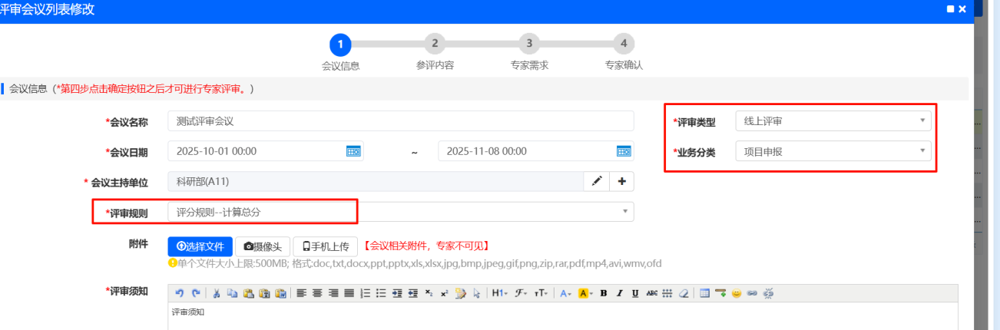 评审会议列表修改
1 2 3 4
会议信息 参评内容 专家需求 专家确认
会议信息（*第四步点击确定按钮之后才可进行专家评审。）
*会议名称 测试评审会议 *评审类型 线上评审
*会议日期 2025-10-01 00:00 ~ 2025-11-08 00:00 *业务分类 项目申报
* 会议主持单位 科研部(A11)
*评审规则 评分规则--计算总分
附件 选择文件 摄像头 手机上传 【会议相关附件，专家不可见】
单个文件大小上限:500MB; 格式:doc,txt,docx,ppt,pptx,xls,xlsx,jpg,bmp,jpeg,gif,png,zip,rar,pdf,mp4,avi,wmv,ofd
*评审须知 H1 F TT A A B I U ABC
评审须知